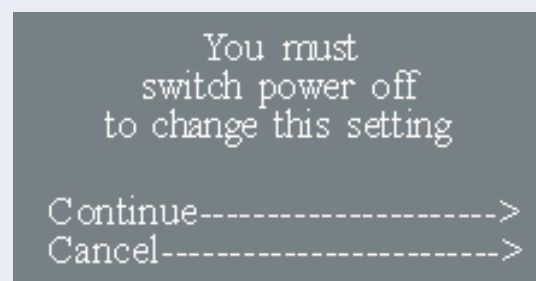 You must
switch power off
to change this setting
Continue---------------------->
Cancel------------------------->